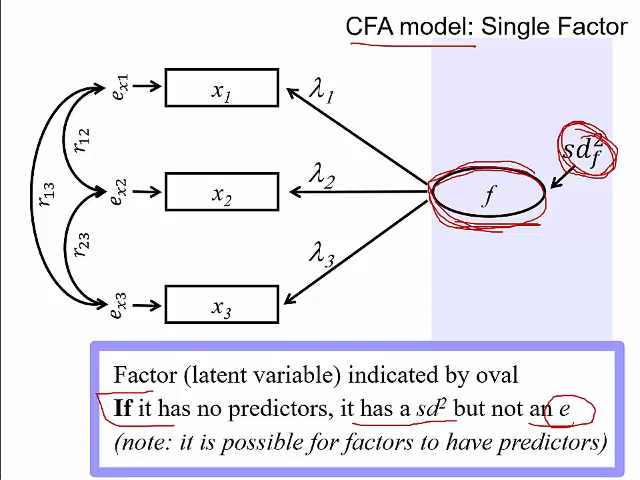 CFA model: Single Factor
eₓ₁
x₁
λ₁
r₁₂
sd²f
r₁₃
eₓ₂
x₂
λ₂
f
r₂₃
λ₃
eₓ₃
x₃
Factor (latent variable) indicated by oval
If it has no predictors, it has a sd² but not an e
(note: it is possible for factors to have predictors)